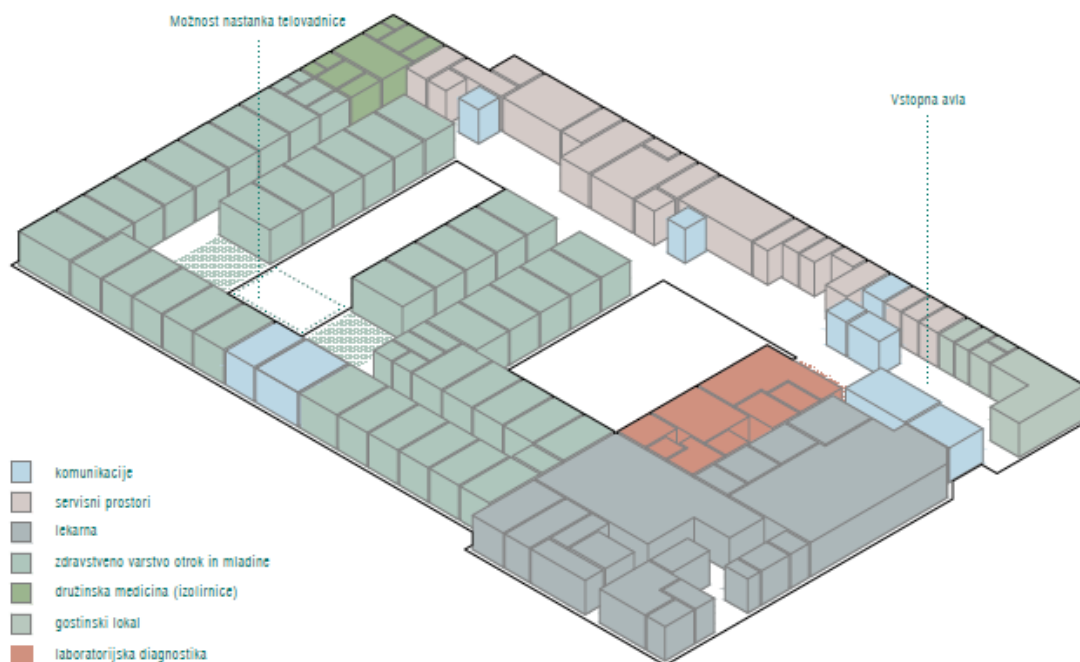 Možnost nastanka telovadnice
Vstopna avla
komunikacije
servisni prostori
lekarna
zdravstveno varstvo otrok in mladine
družinska medicina (izolirnice)
gostinski lokal
laboratorijska diagnostika